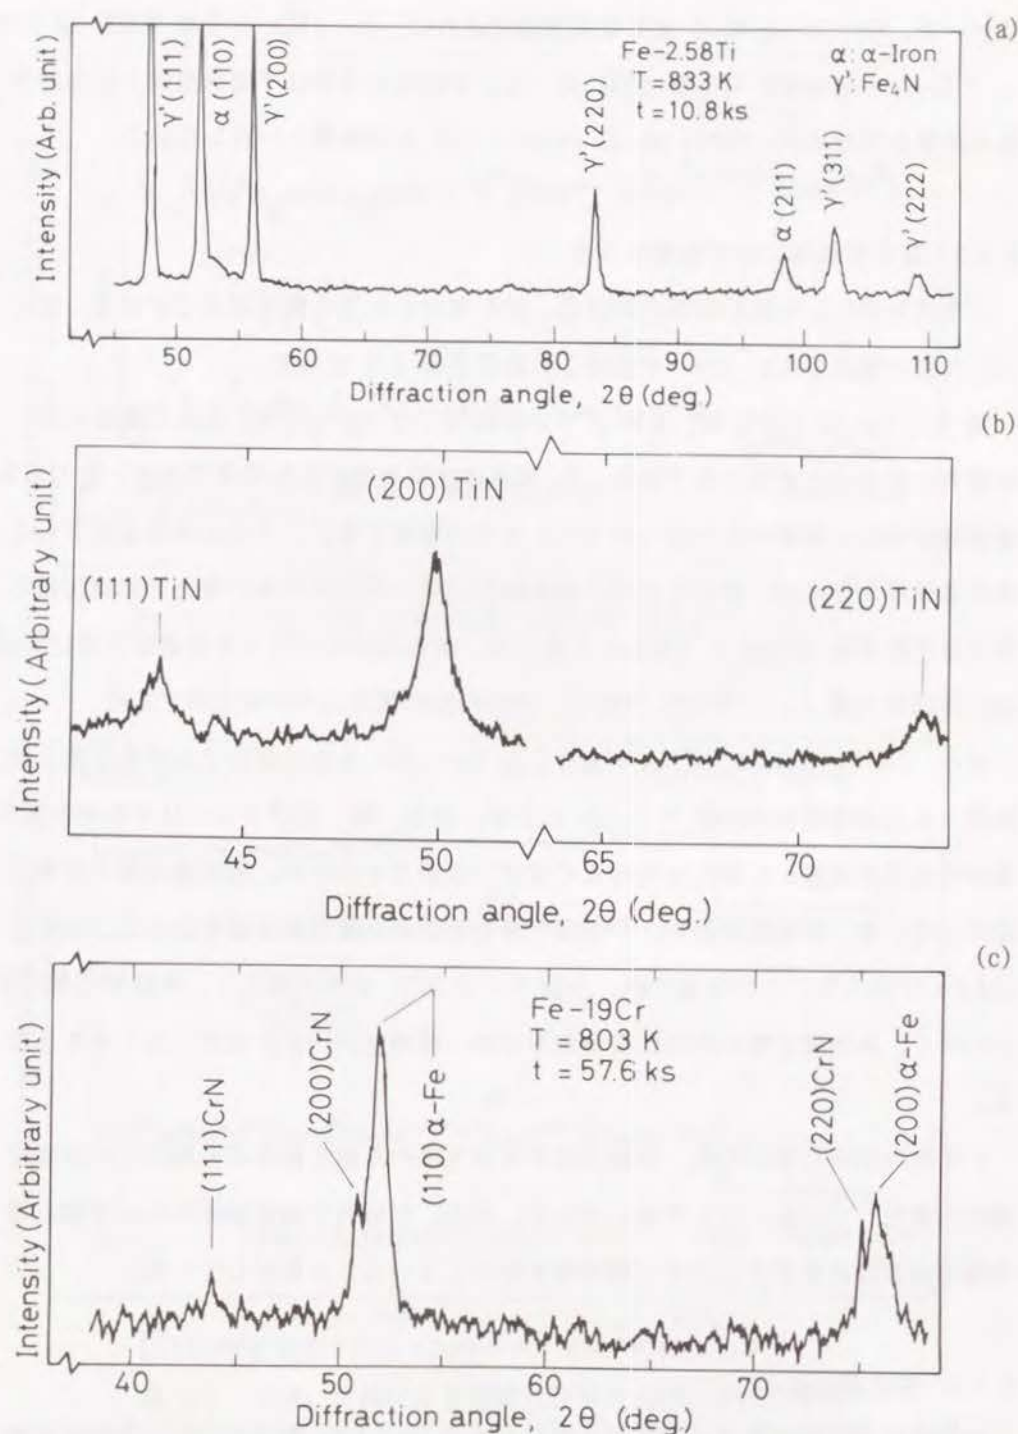 (a)
Intensity (Arb. unit)
γ' (111)
α (110)
γ' (200)
Fe-2.58Ti
T = 833 K
t = 10.8 ks
α: α-Iron
γ': Fe₄N
γ' (220)
α (211)
γ' (311)
γ' (222)
50 60 70 80 90 100 110
Diffraction angle, 2θ (deg.)
(b)
Intensity (Arbitrary unit)
(111) TiN
(200) TiN
(220) TiN
45 50 65 70
Diffraction angle, 2θ (deg.)
(c)
Intensity (Arbitrary unit)
(111) CrN
(200) CrN
(110) α-Fe
Fe-19Cr
T = 803 K
t = 57.6 ks
(220) CrN
(200) α-Fe
40 50 60 70
Diffraction angle, 2θ (deg.)